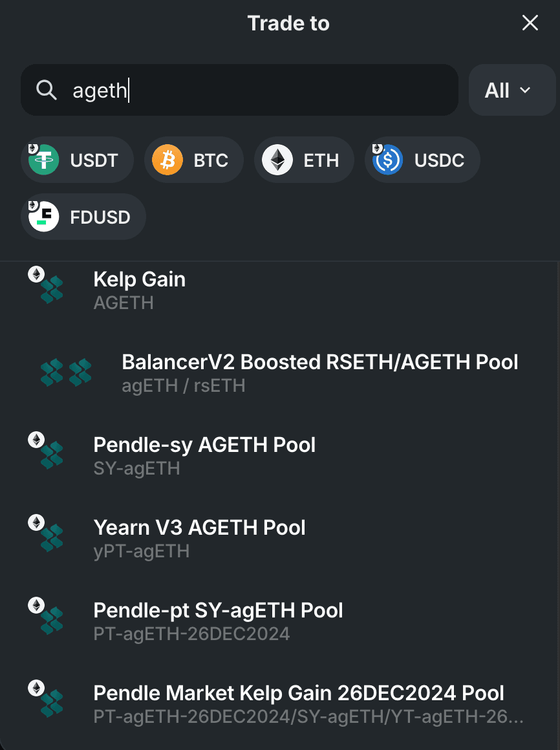 Trade to
ageth
All
USDT
BTC
ETH
USDC
FDUSD
Kelp Gain
AGETH
BalancerV2 Boosted RSETH/AGETH Pool
agETH / rsETH
Pendle-sy AGETH Pool
SY-agETH
Yearn V3 AGETH Pool
yPT-agETH
Pendle-pt SY-agETH Pool
PT-agETH-26DEC2024
Pendle Market Kelp Gain 26DEC2024 Pool
PT-agETH-26DEC2024/SY-agETH/YT-agETH-26...